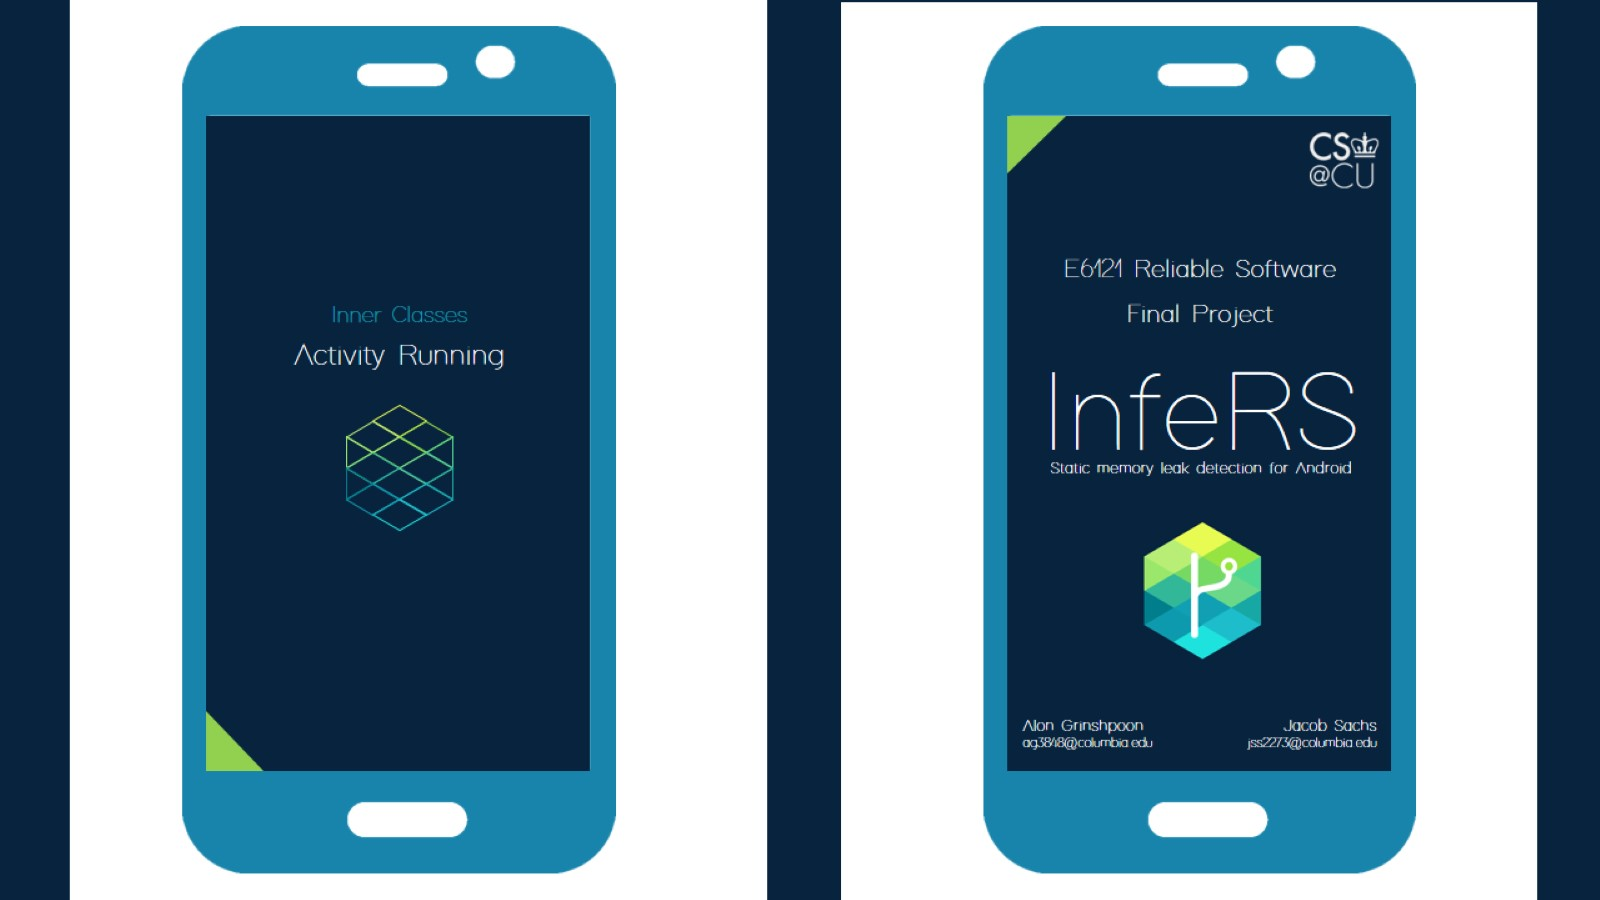 Inner Classes
Activity Running
CS
@CU
E6121 Reliable Software
Final Project
InfeRS
Static memory leak detection for Android
Alon Grinshpoon
ag3848@columbia.edu
Jacob Sachs
jss2273@columbia.edu